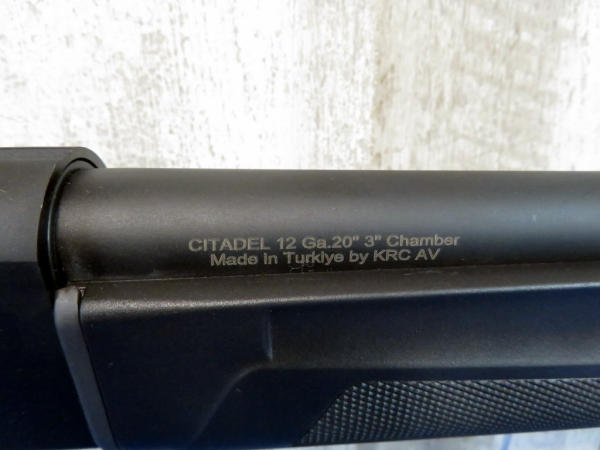 CITADEL 12 Ga.20" 3" Chamber
Made in Turkiye by KRC AV